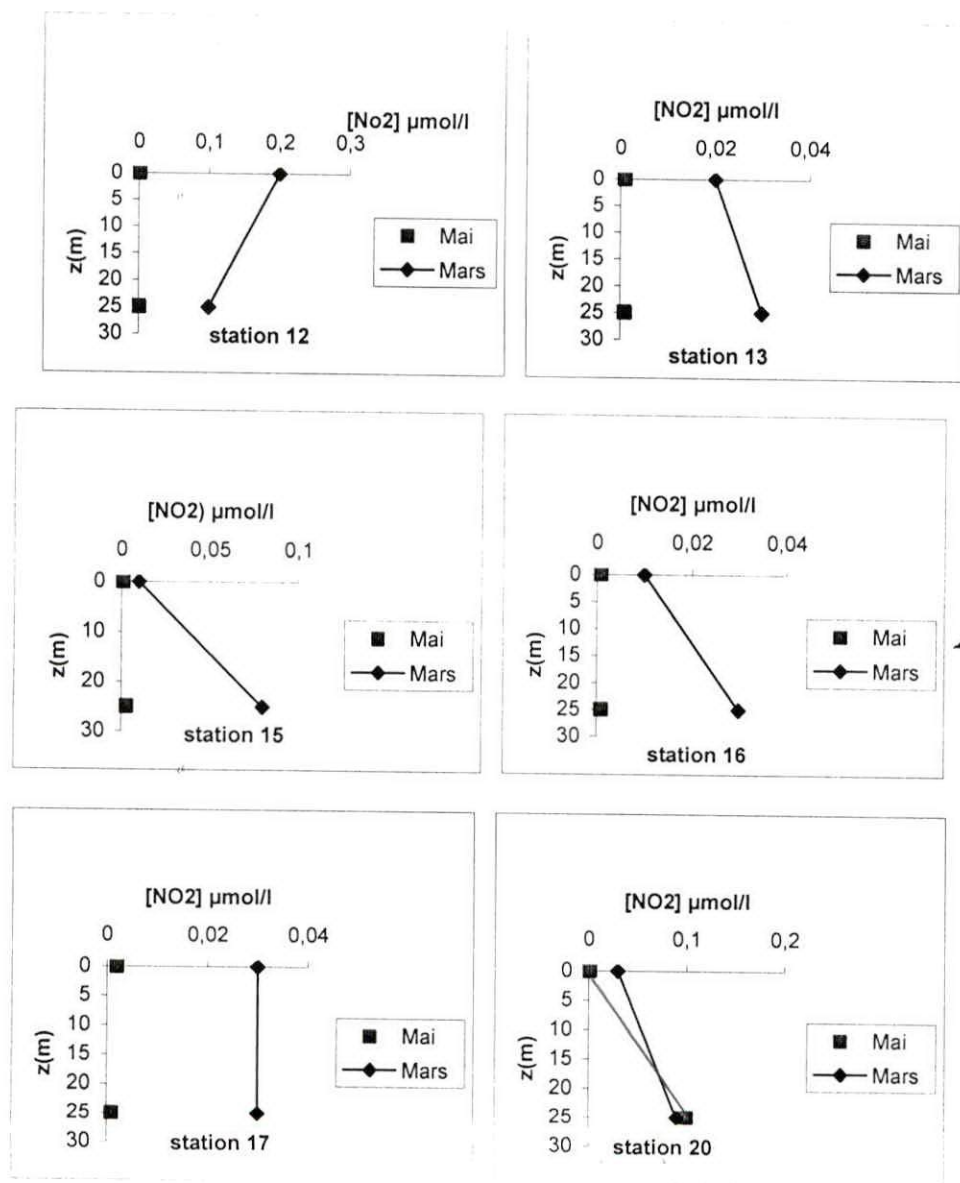 [No2] µmol/l
0 0,1 0,2 0,3
0
5
10
15
20
25
30
z(m)
Mai
Mars
station 12
[NO2] µmol/l
0 0,02 0,04
0
5
10
15
20
25
30
z(m)
Mai
Mars
station 13
[NO2) µmol/l
0 0,05 0,1
0
10
20
30
z(m)
Mai
Mars
station 15
[NO2] µmol/l
0 0,02 0,04
0
5
10
15
20
25
30
z(m)
Mai
Mars
station 16
[NO2] µmol/l
0 0,02 0,04
0
5
10
15
20
25
30
z(m)
Mai
Mars
station 17
[NO2] µmol/l
0 0,1 0,2
0
5
10
15
20
25
30
z(m)
Mai
Mars
station 20